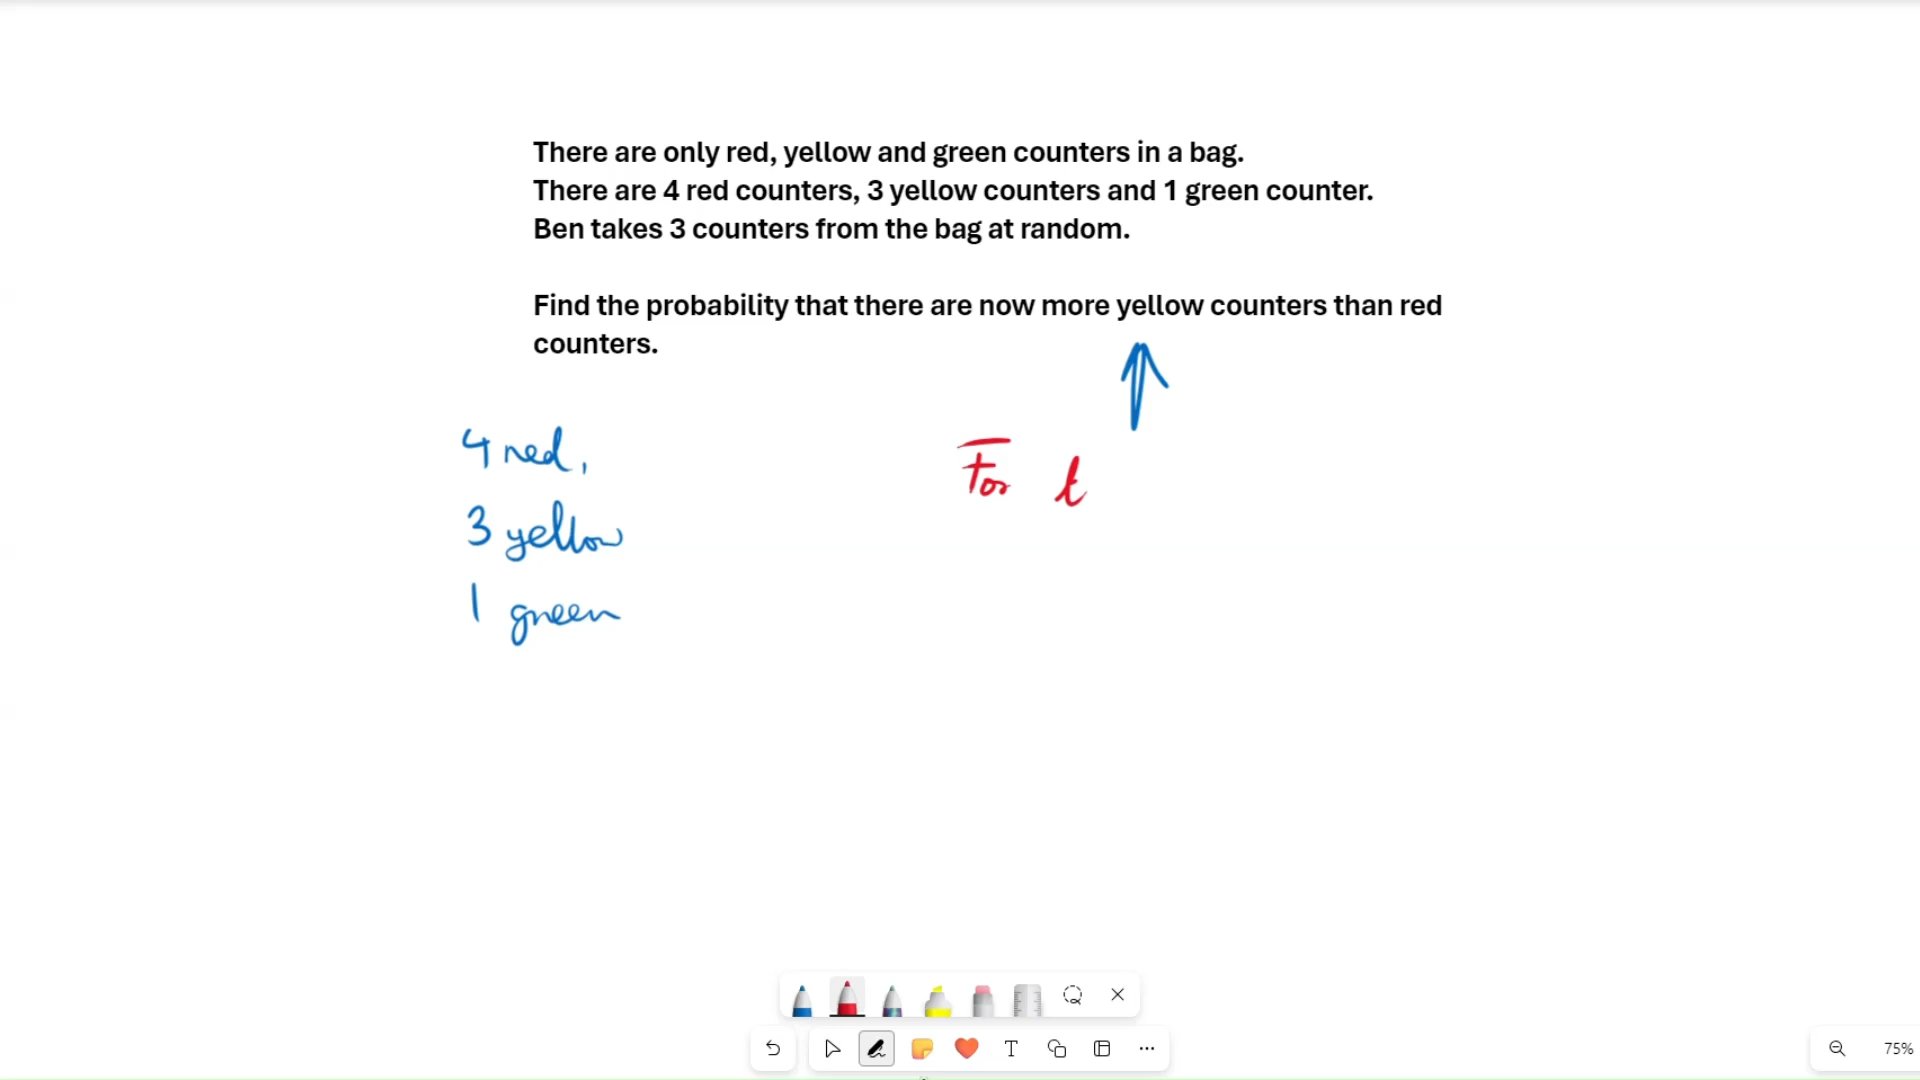 There are only red, yellow and green counters in a bag.
There are 4 red counters, 3 yellow counters and 1 green counter.
Ben takes 3 counters from the bag at random.
Find the probability that there are now more yellow counters than red
counters.
4 red,
3 yellow
1 green
For t
75%